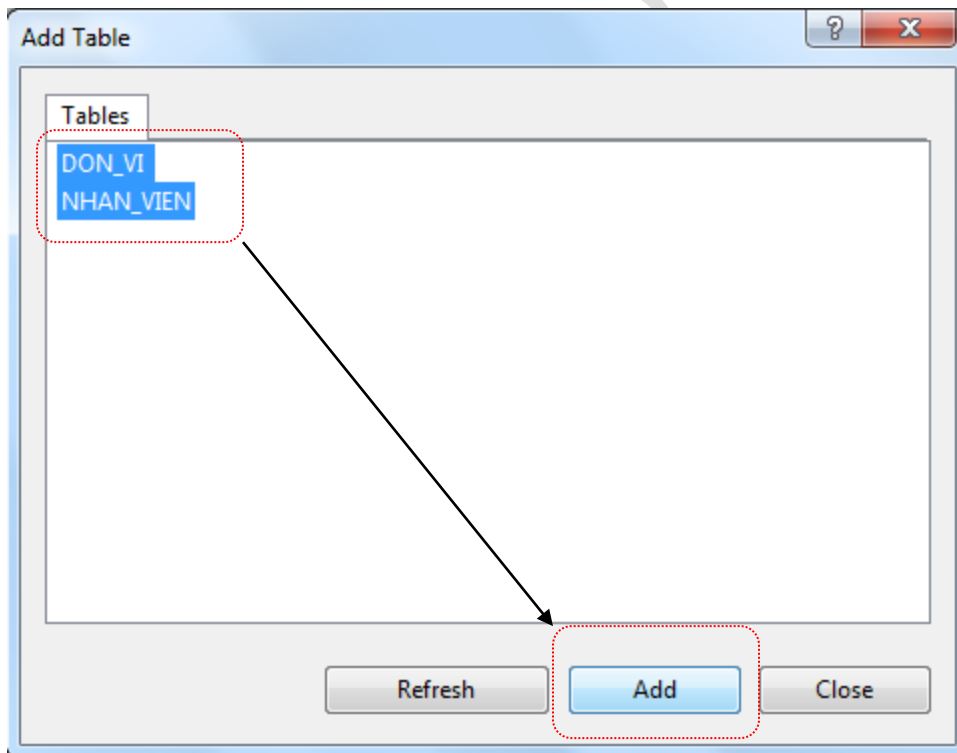 Add Table
Tables
DON_VI
NHAN_VIEN
Refresh
Add
Close